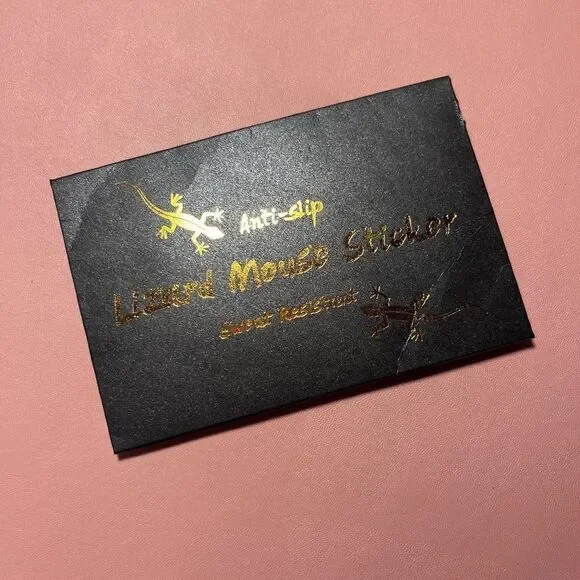 Anti-slip
Lizard Mouse Sticker
Sweat Resistant